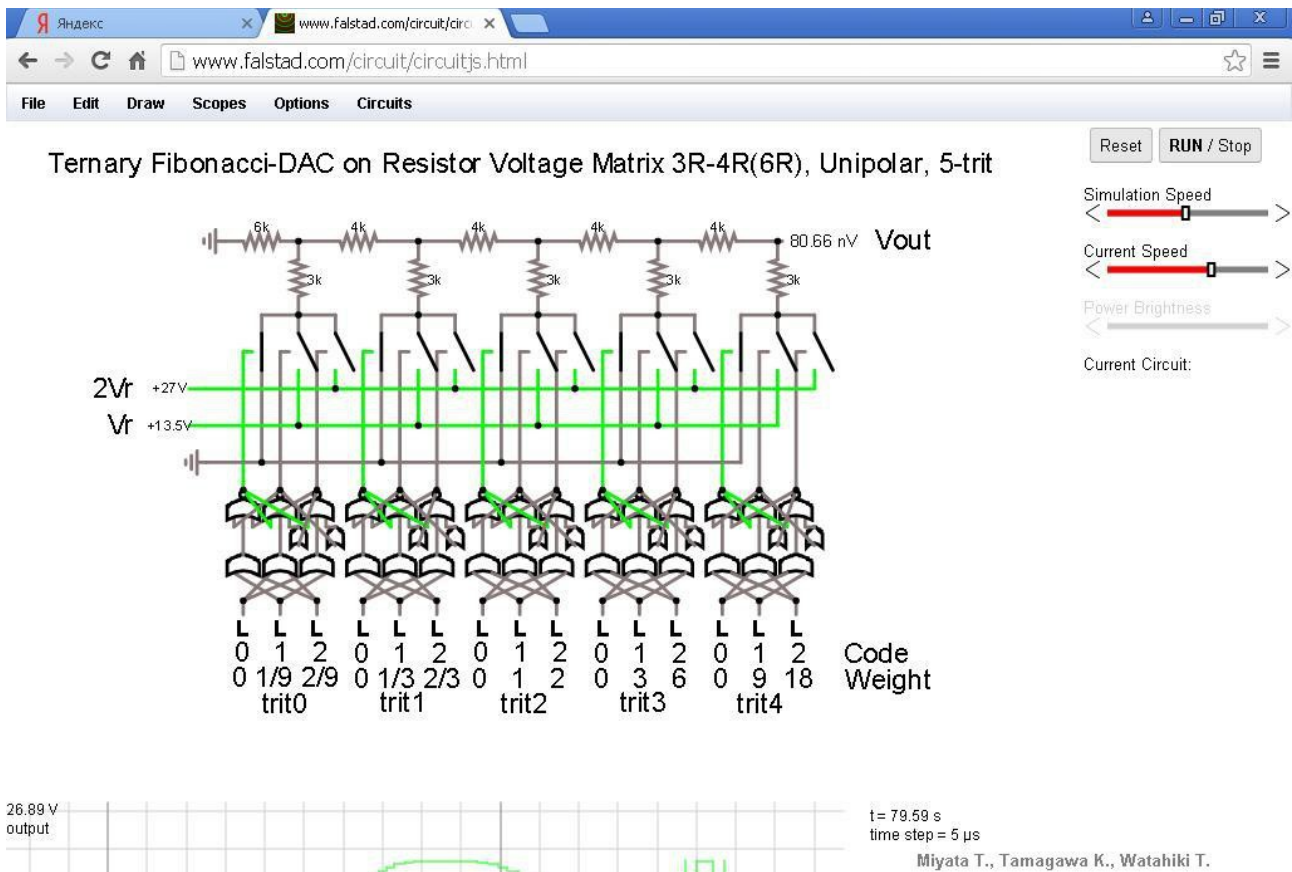 Яндекс www.falstad.com/circuit/circ
www.falstad.com/circuit/circuitjs.html
File Edit Draw Scopes Options Circuits
Reset RUN / Stop
Ternary Fibonacci-DAC on Resistor Voltage Matrix 3R-4R(6R), Unipolar, 5-trit
Simulation Speed
6k 4k 4k 4k 4k
80.66 nV Vout
Current Speed
3k 3k 3k 3k 3k
Power Brightness
Current Circuit:
2Vr +27V
Vr +13.5V
L L L L L L L L L L L L L L L
0 1 2 0 1 2 0 1 2 0 1 2 0 1 2 Code
0 1/9 2/9 0 1/3 2/3 0 1 2 0 3 6 0 9 18 Weight
trit0 trit1 trit2 trit3 trit4
26.89 V
output
t = 79.59 s
time step = 5 μs
Miyata T., Tamagawa K., Watahiki T.